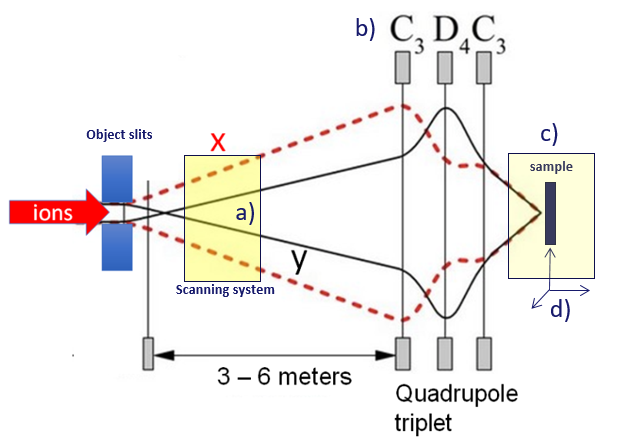 b) C3 D4 C3
Object slits
X
c)
sample
ions
a)
y
Scanning system
d)
3 – 6 meters
Quadrupole
triplet